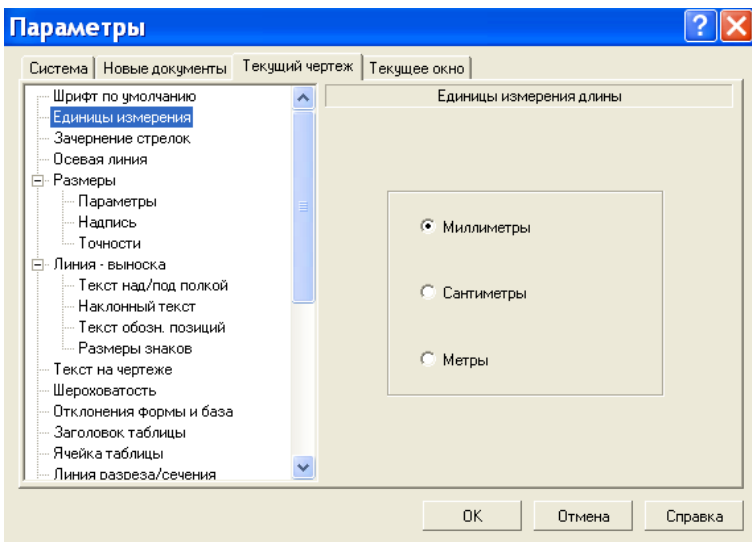 Параметры
Система
Новые документы
Текущий чертеж
Текущее окно
Шрифт по умолчанию
Единицы измерения
Зачернение стрелок
Осевая линия
Размеры
Параметры
Надпись
Точности
Линия - выноска
Текст над/под полкой
Наклонный текст
Текст обозн. позиций
Размеры знаков
Текст на чертеже
Шероховатость
Отклонения формы и база
Заголовок таблицы
Ячейка таблицы
Линия разреза/сечения
Единицы измерения длины
Миллиметры
Сантиметры
Метры
OK
Отмена
Справка